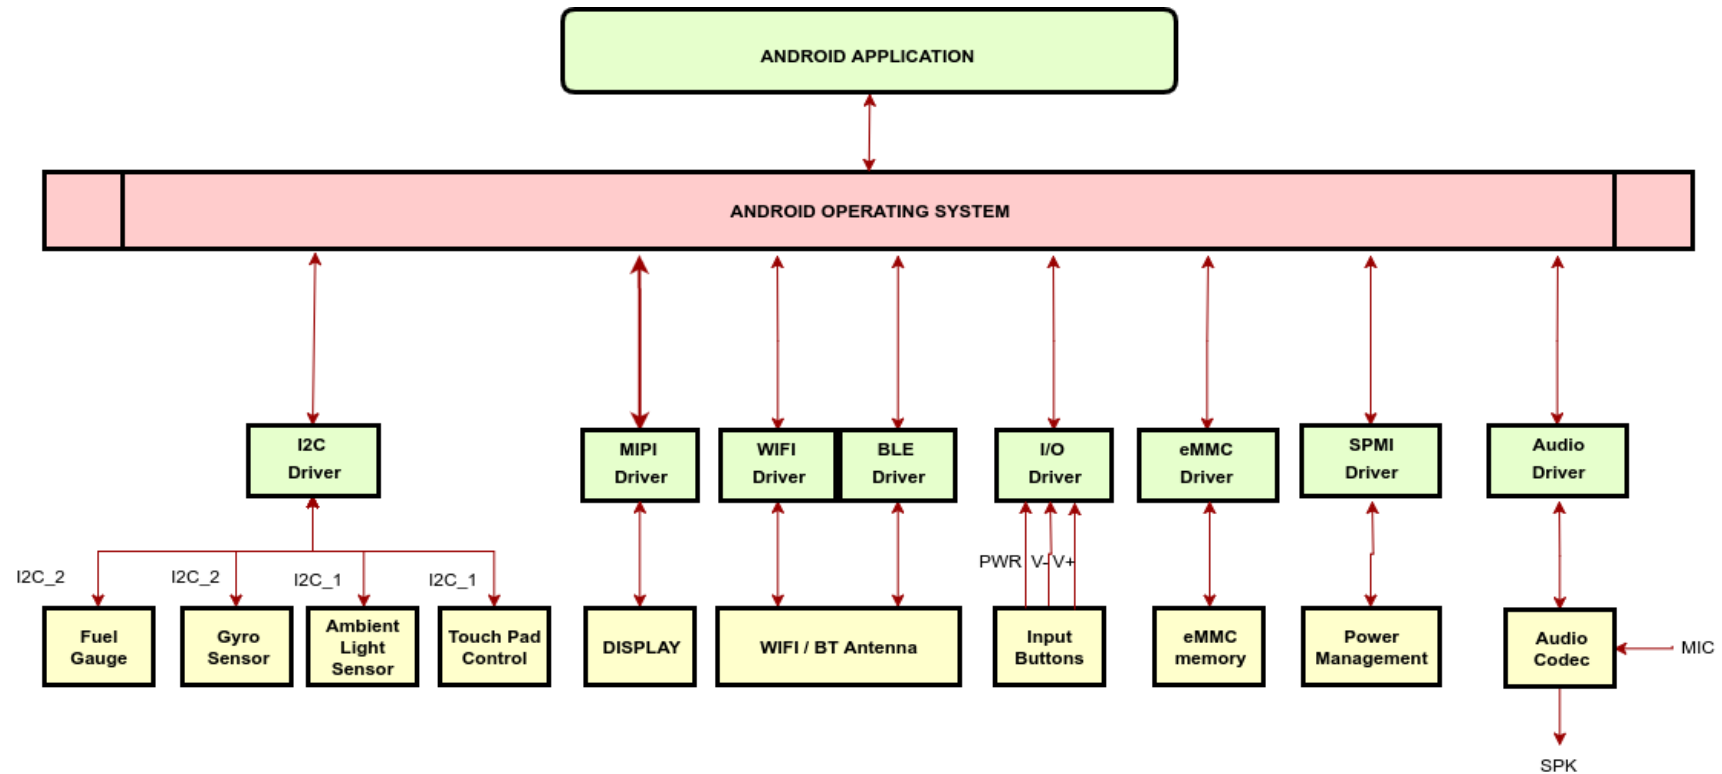 ANDROID APPLICATION
ANDROID OPERATING SYSTEM
I2C
Driver
MIPI
Driver
WIFI
Driver
BLE
Driver
I/O
Driver
eMMC
Driver
SPMI
Driver
Audio
Driver
I2C_2
I2C_2
I2C_1
I2C_1
PWR
V-
V+
Fuel
Gauge
Gyro
Sensor
Ambient
Light
Sensor
Touch Pad
Control
DISPLAY
WIFI / BT Antenna
Input
Buttons
eMMC
memory
Power
Management
Audio
Codec
MIC
SPK